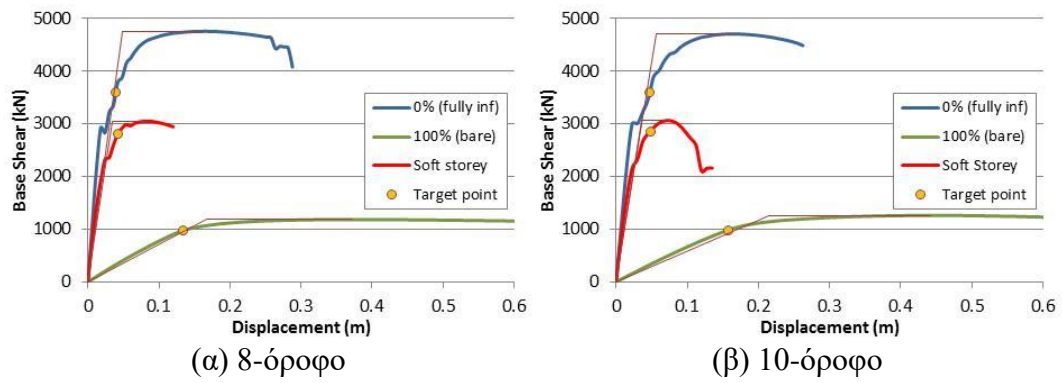 5000
4000
3000
2000
1000
0
Base Shear (kN)
0% (fully inf)
100% (bare)
Soft Storey
Target point
0 0.1 0.2 0.3 0.4 0.5 0.6
Displacement (m)
(α) 8-όροφο
5000
4000
3000
2000
1000
0
Base Shear (kN)
0% (fully inf)
100% (bare)
Soft Storey
Target point
0 0.1 0.2 0.3 0.4 0.5 0.6
Displacement (m)
(β) 10-όροφο